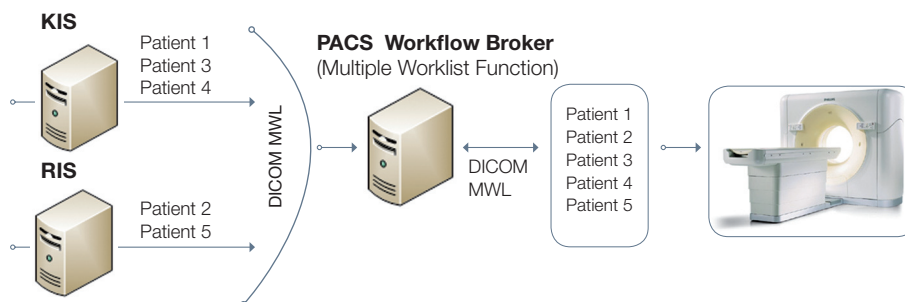 KIS
Patient 1
Patient 3
Patient 4
RIS
Patient 2
Patient 5
DICOM MWL
PACS Workflow Broker
(Multiple Worklist Function)
DICOM
MWL
Patient 1
Patient 2
Patient 3
Patient 4
Patient 5
PHILIPS